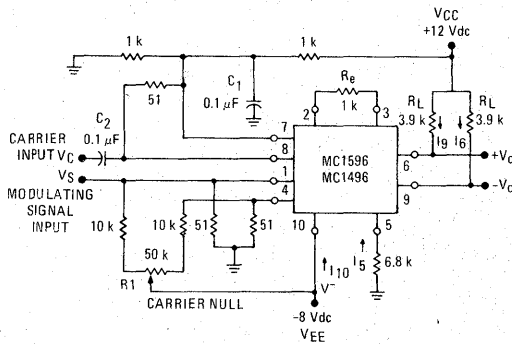 VCC
+12 Vdc
1 k
1 k
C1
0.1 μF
Re
1 k
51
C2
0.1 μF
RL
3.9 k
RL
3.9 k
2
3
7
8
1
4
10
5
6
9
I9
I6
CARRIER
INPUT VC
VS
MODULATING
SIGNAL
INPUT
MC1596
MC1496
+Vo
-Vo
10 k
10 k
51
51
50 k
R1
CARRIER NULL
I10
I5
6.8 k
V-
-8 Vdc
VEE